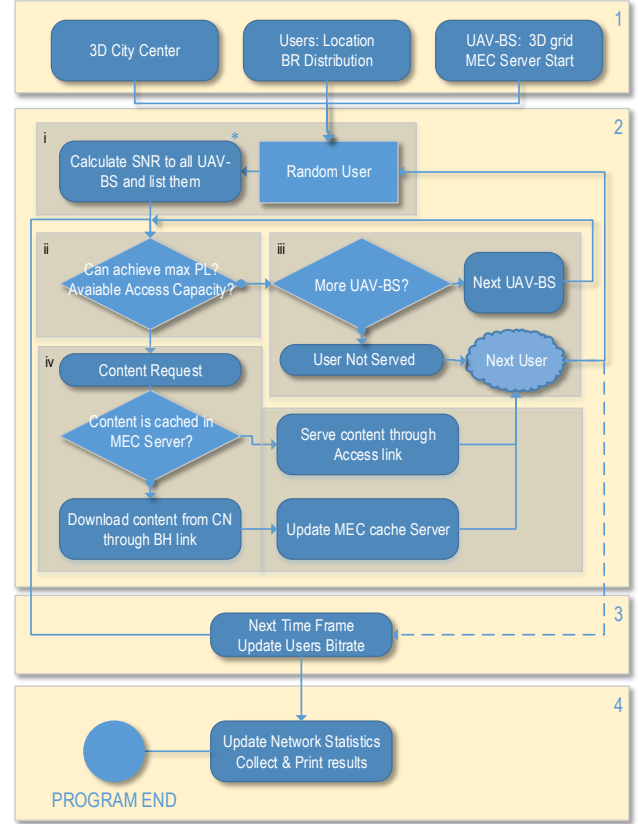 1
3D City Center
Users: Location
BR Distribution
UAV-BS: 3D grid
MEC Server Start
2
i
*
Calculate SNR to all UAV-
BS and list them
Random User
ii
Can achieve max PL?
Avaiable Access Capacity?
iii
More UAV-BS?
Next UAV-BS
User Not Served
Next User
iv
Content Request
Content is cached in
MEC Server?
Serve content through
Access link
Download content from CN
through BH link
Update MEC cache Server
3
Next Time Frame
Update Users Bitrate
4
Update Network Statistics
Collect & Print results
PROGRAM END